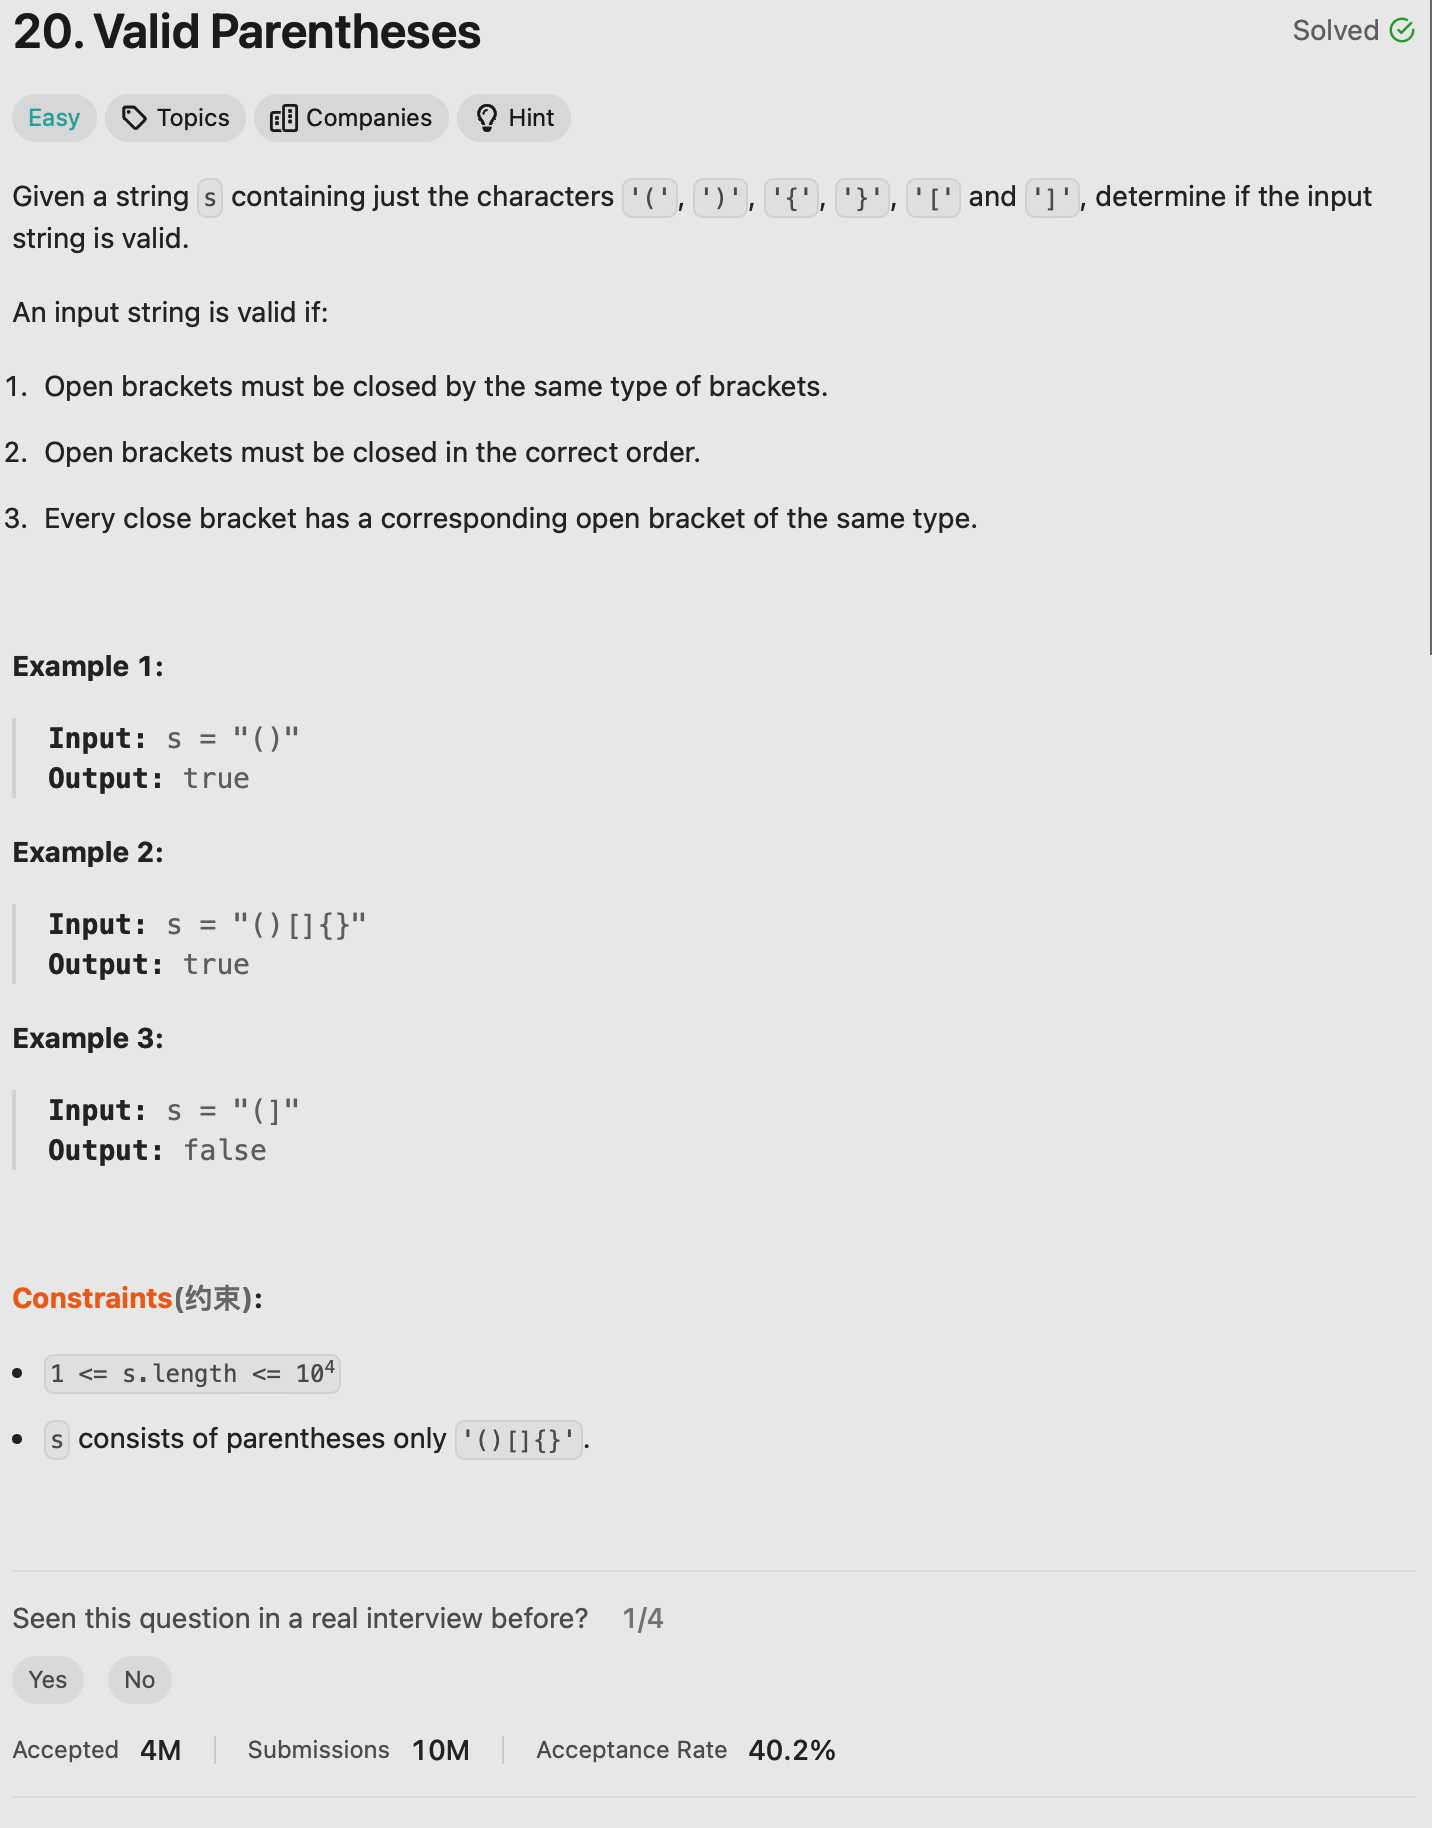 20. Valid Parentheses
Solved
Easy Topics Companies Hint
Given a string s containing just the characters '(', ')', '{', '}', '[' and ']', determine if the input
string is valid.
An input string is valid if:
1. Open brackets must be closed by the same type of brackets.
2. Open brackets must be closed in the correct order.
3. Every close bracket has a corresponding open bracket of the same type.
Example 1:
Input: s = "()"
Output: true
Example 2:
Input: s = "()[]{}"
Output: true
Example 3:
Input: s = "(]"
Output: false
Constraints(约束):
• 1 <= s.length <= 10⁴
• s consists of parentheses only '()[]{}'.
Seen this question in a real interview before? 1/4
Yes No
Accepted 4M Submissions 10M Acceptance Rate 40.2%